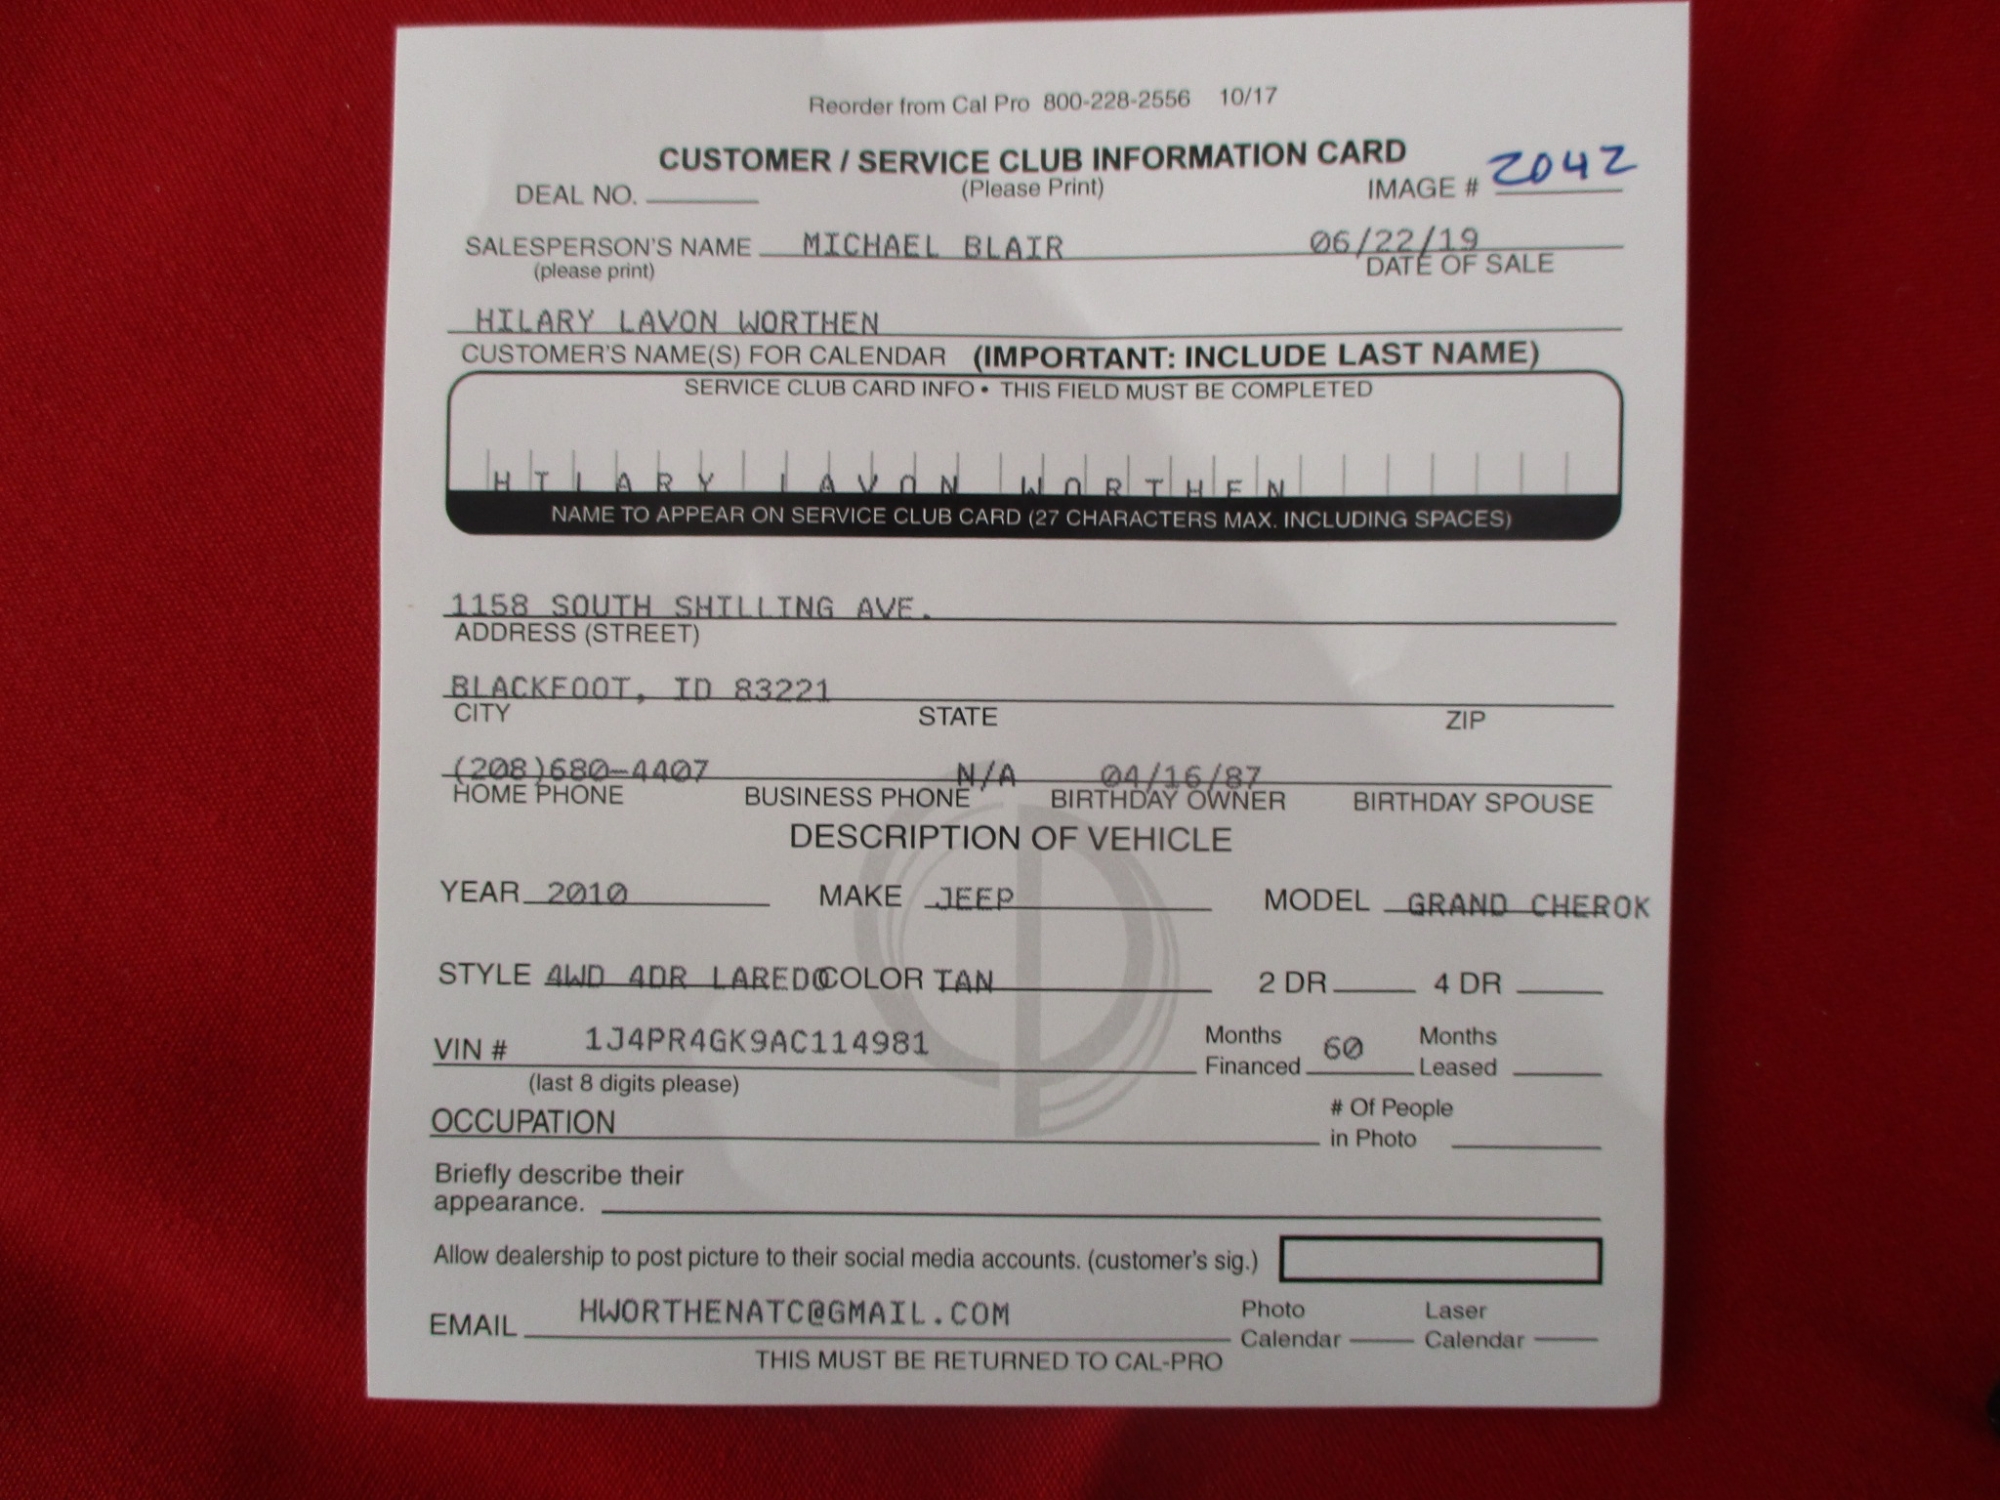 Reorder from Cal Pro 800-228-2556 10/17
CUSTOMER / SERVICE CLUB INFORMATION CARD
DEAL NO. (Please Print) IMAGE # 2042
SALESPERSON'S NAME MICHAEL BLAIR 06/22/19
(please print) DATE OF SALE
HILARY LAVON WORTHEN
CUSTOMER'S NAME(S) FOR CALENDAR (IMPORTANT: INCLUDE LAST NAME)
SERVICE CLUB CARD INFO • THIS FIELD MUST BE COMPLETED
HILARY LAVON WORTHEN
NAME TO APPEAR ON SERVICE CLUB CARD (27 CHARACTERS MAX. INCLUDING SPACES)
1158 SOUTH SHILLING AVE.
ADDRESS (STREET)
BLACKFOOT, ID 83221
CITY STATE ZIP
(208)680-4407 N/A 04/16/87
HOME PHONE BUSINESS PHONE BIRTHDAY OWNER BIRTHDAY SPOUSE
DESCRIPTION OF VEHICLE
YEAR 2010 MAKE JEEP MODEL GRAND CHEROK
STYLE 4WD 4DR LAREDO COLOR TAN 2 DR 4 DR
VIN # 1J4PR4GK9AC114981 Months Financed 60 Months Leased
(last 8 digits please)
OCCUPATION # Of People in Photo
Briefly describe their
appearance.
Allow dealership to post picture to their social media accounts. (customer's sig.)
EMAIL HWORTHENATC@GMAIL.COM Photo Calendar Laser Calendar
THIS MUST BE RETURNED TO CAL-PRO